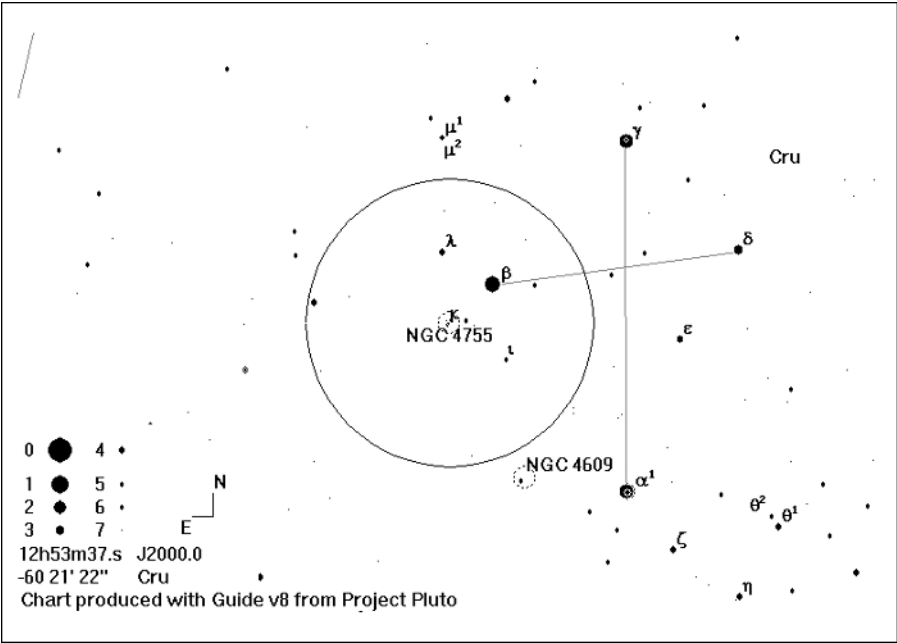 μ¹
μ²
γ
Cru
λ
β
δ
κ
NGC 4755
ι
ε
NGC 4609
α¹
θ²
θ¹
ζ
η
0 4
1 5
2 6
3 7
N
E
12h53m37.s J2000.0
-60 21' 22" Cru
Chart produced with Guide v8 from Project Pluto